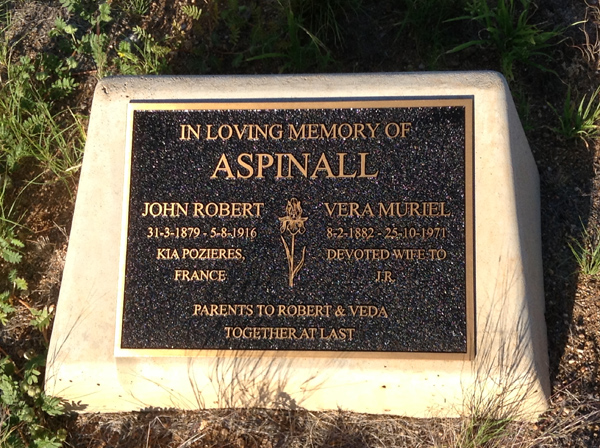 IN LOVING MEMORY OF
ASPINALL
JOHN ROBERT
31-3-1879 - 5-8-1916
KIA POZIERES,
FRANCE
VERA MURIEL
8-2-1882 - 25-10-1971
DEVOTED WIFE TO
J.R.
PARENTS TO ROBERT & VEDA
TOGETHER AT LAST